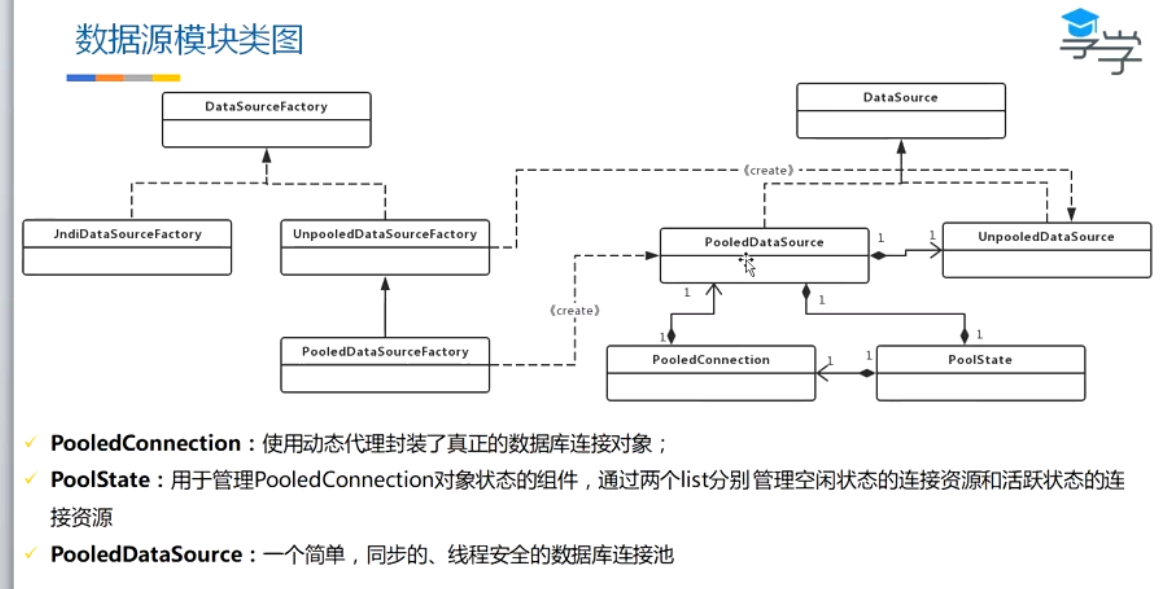 数据源模块类图
享学
DataSourceFactory
DataSource
《create》
JndiDataSourceFactory
UnpooledDataSourceFactory
PooledDataSource
1
1
UnpooledDataSource
1
1
《create》
1
1
1
1
PooledDataSourceFactory
PooledConnection
PoolState
PooledConnection：使用动态代理封装了真正的数据库连接对象；
PoolState：用于管理PooledConnection对象状态的组件，通过两个list分别 管理空闲状态的连接资源和活跃状态的连
接资源
PooledDataSource：一个简单，同步的、线程安全的数据库连接池